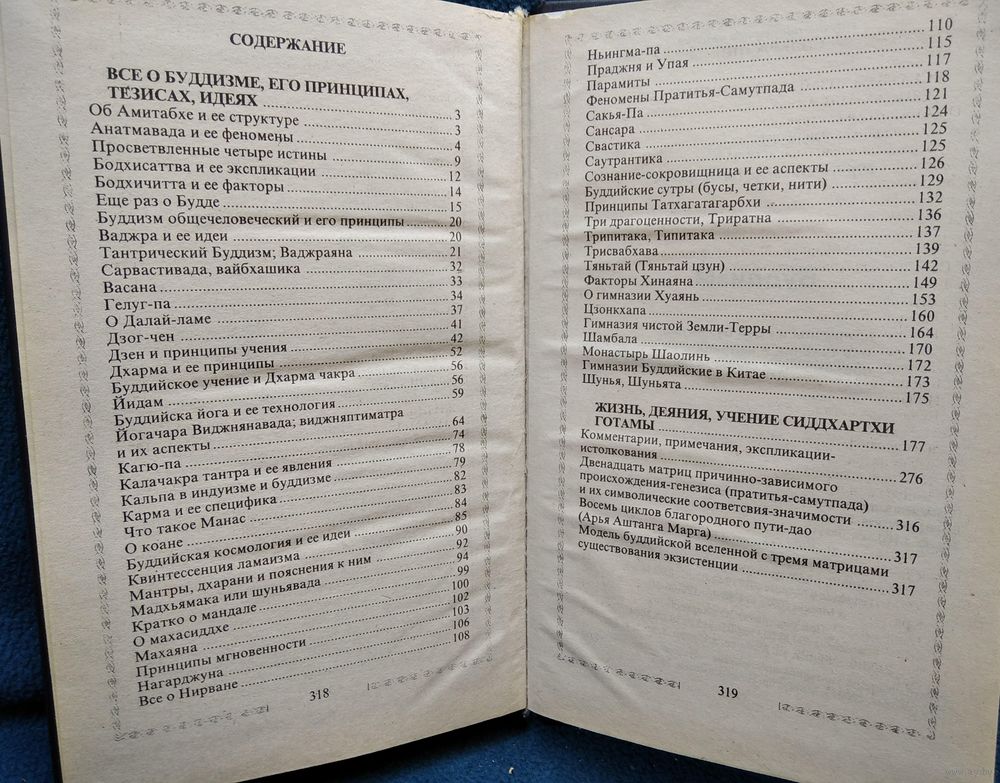 СОДЕРЖАНИЕ
ВСЕ О БУДДИЗМЕ, ЕГО ПРИНЦИПАХ,
ТЕЗИСАХ, ИДЕЯХ 3
Об Амитабхе и ее структуре 3
Анатмавада и ее феномены 4
Просветвленные четыре истины 9
Бодхисаттва и ее экспликации 12
Бодхичитта и ее факторы 14
Еще раз о Будде 15
Буддизм общечеловеческий и его принципы 20
Ваджра и ее идеи 20
Тантрический Буддизм; Ваджраяна 21
Сарвастивада, вайбхашика 32
Васана 33
Гелуг-па 34
О Далай-ламе 37
Дзог-чен 41
Дзен и принципы учения 42
Дхарма и ее принципы 52
Буддийское учение и Дхарма чакра 56
Йидам 56
Буддийска йога и ее технология 59
Йогачара Виджнянавада; виджняптиматра
и их аспекты 64
Кагю-па 74
Калачакра тантра и ее явления 78
Кальпа в индуизме и буддизме 79
Карма и ее специфика 82
Что такое Манас 83
О коане 84
Буддийская космология и ее идеи 85
Квинтессенция ламаизма 90
Мантры, дхарани и пояснения к ним 92
Мадхьямака или шуньявада 94
Кратко о мандале 99
О махасиддхе 100
Махаяна 102
Принципы мгновенности 103
Нагарджуна 106
Все о Нирване 108
318
Ньингма-па 110
Праджня и Упая 115
Парамиты 117
Феномены Пратитья-Самутпада 118
Сакья-Па 121
Сансара 124
Свастика 125
Саутрантика 125
Сознание-сокровищница и ее аспекты 126
Буддийские сутры (бусы, четки, нити) 129
Принципы Татхагатагарбхи 132
Три драгоценности, Триратна 136
Трипитака, Типитака 137
Трисвабхава 139
Тяньтай (Тяньтай цзун) 142
Факторы Хинаяна 149
О гимназии Хуаянь 153
Цзонкхапа 160
Гимназия чистой Земли-Терры 164
Шамбала 170
Монастырь Шаолинь 172
Гимназии Буддийские в Китае 173
Шунья, Шуньята 175
ЖИЗНЬ, ДЕЯНИЯ, УЧЕНИЕ СИДДХАРТХИ
ГОТАМЫ 177
Комментарии, примечания, экспликации-
истолкования 276
Двенадцать матриц причинно-зависимого
происхождения-генезиса (пратитья-самутпада)
и их символические соответсвия-значимости 316
Восемь циклов благородного пути-дао
(Арья Аштанга Марга) 317
Модель буддийской вселенной с тремя матрицами
существования экзистенции 317
319